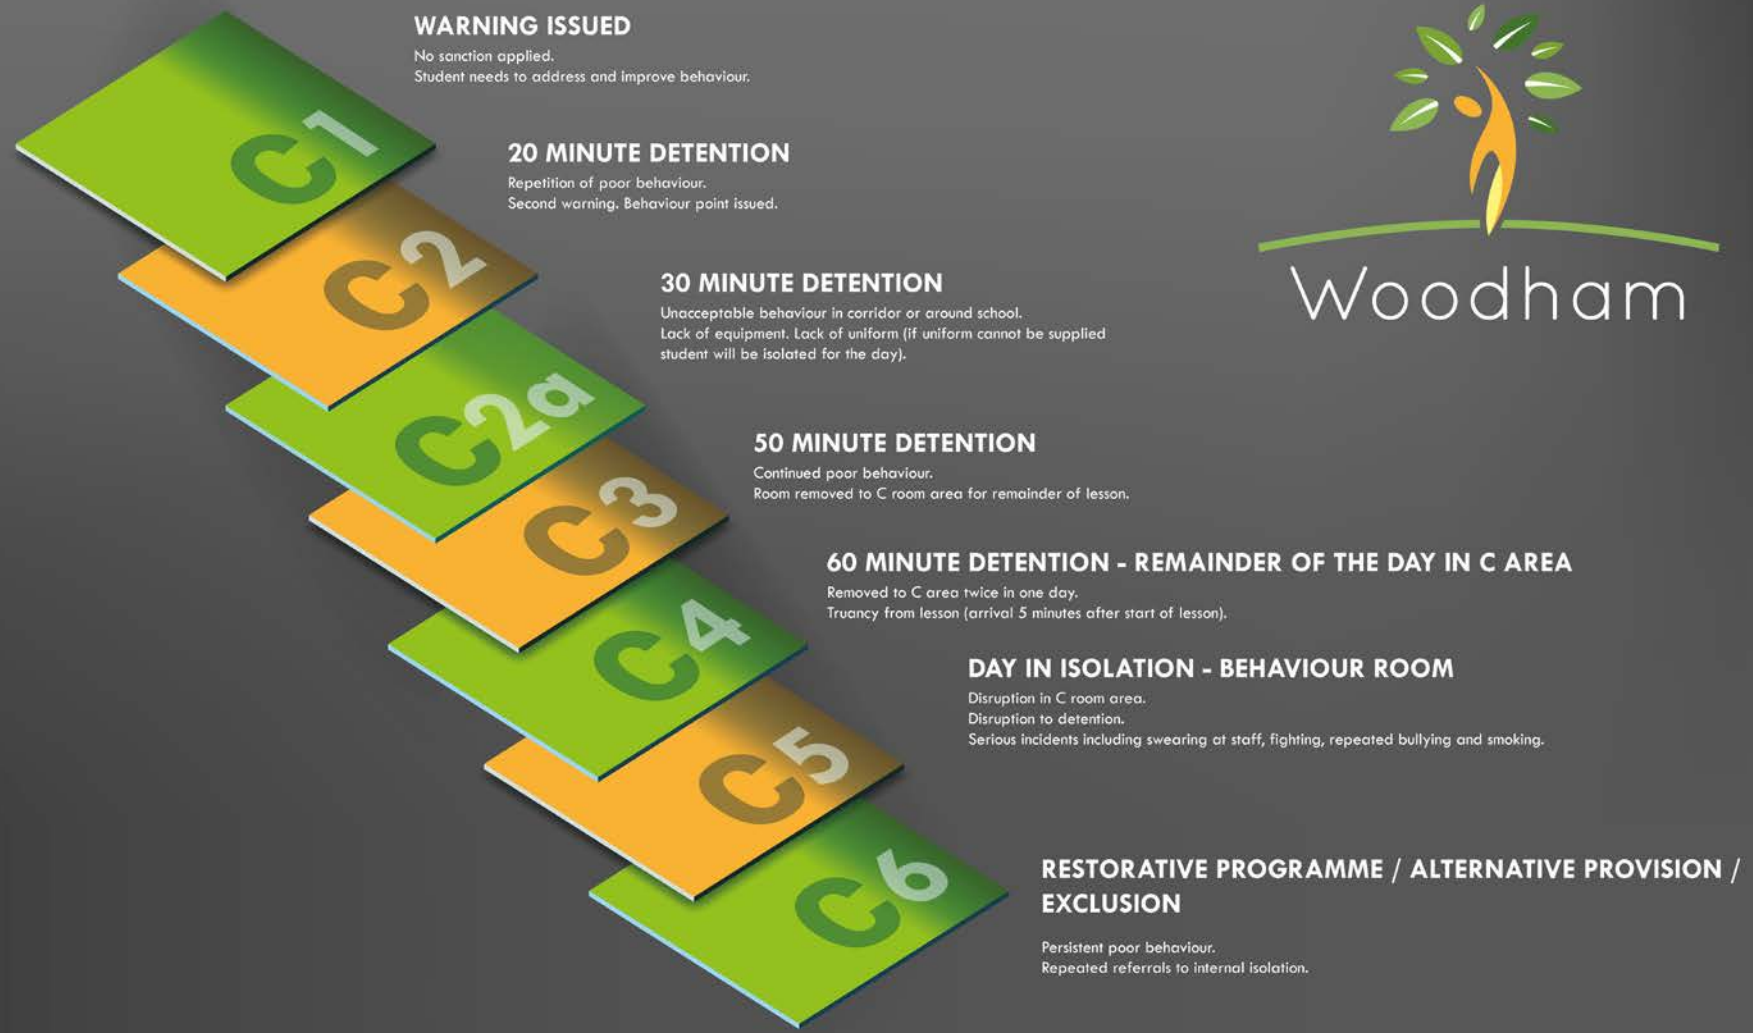 WARNING ISSUED
No sanction applied.
Student needs to address and improve behaviour.
C1
20 MINUTE DETENTION
Repetition of poor behaviour.
Second warning. Behaviour point issued.
C2
30 MINUTE DETENTION
Unacceptable behaviour in corridor or around school.
Lack of equipment. Lack of uniform (if uniform cannot be supplied
student will be isolated for the day).
C2a
50 MINUTE DETENTION
Continued poor behaviour.
Room removed to C room area for remainder of lesson.
C3
60 MINUTE DETENTION - REMAINDER OF THE DAY IN C AREA
Removed to C area twice in one day.
Truancy from lesson (arrival 5 minutes after start of lesson).
C4
DAY IN ISOLATION - BEHAVIOUR ROOM
Disruption in C room area.
Disruption to detention.
Serious incidents including swearing at staff, fighting, repeated bullying and smoking.
C5
RESTORATIVE PROGRAMME / ALTERNATIVE PROVISION /
EXCLUSION
Persistent poor behaviour.
Repeated referrals to internal isolation.
C6
Woodham